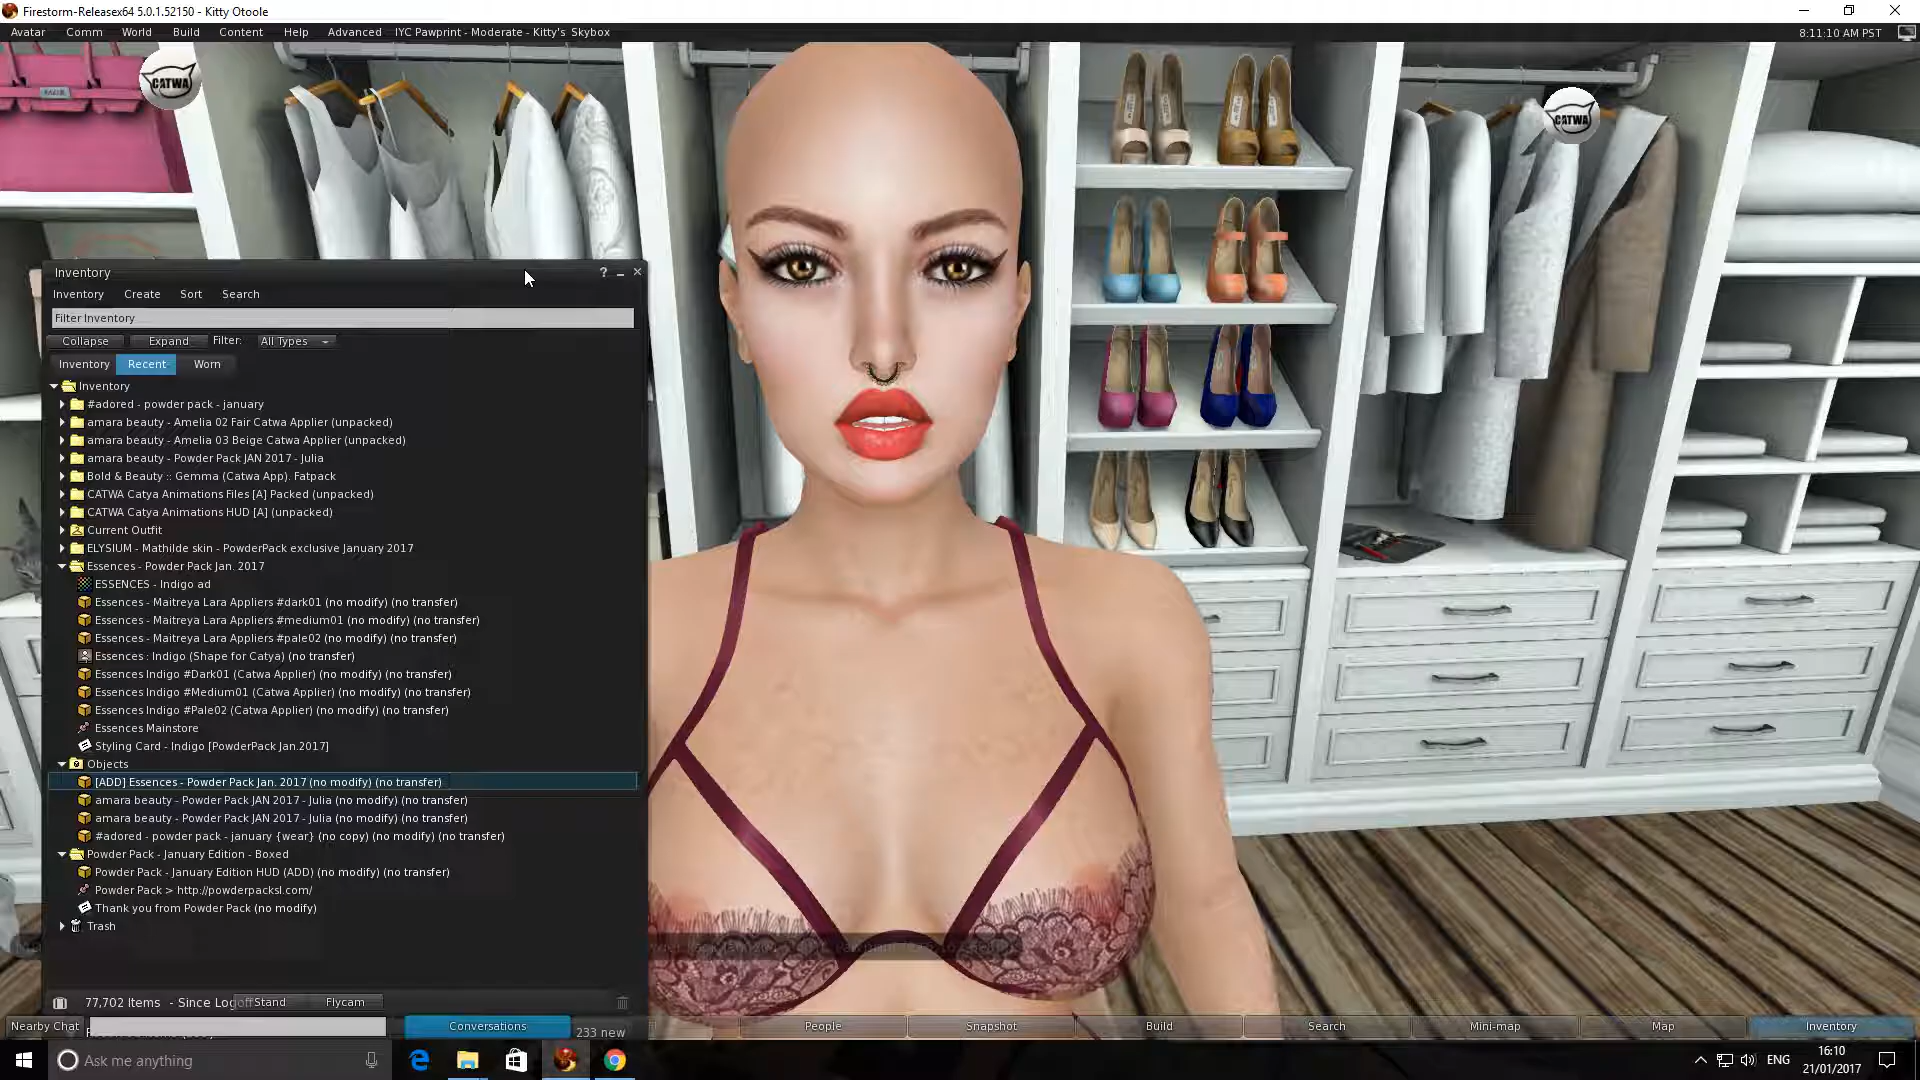 Firestorm-Releasex64 5.0.1.52150 - Kitty Otoole
Avatar Comm World Build Content Help Advanced IYC Pawprint - Moderate - Kitty's Skybox 8:11:10 AM PST
CATWA
CATWA
Inventory ?
Inventory Create Sort Search
Filter Inventory
Collapse Expand Filter: All Types
Inventory Recent Worn
Inventory
#adored - powder pack - january
amara beauty - Amelia 02 Fair Catwa Applier (unpacked)
amara beauty - Amelia 03 Beige Catwa Applier (unpacked)
amara beauty - Powder Pack JAN 2017 - Julia
Bold & Beauty :: Gemma (Catwa App). Fatpack
CATWA Catya Animations Files [A] Packed (unpacked)
CATWA Catya Animations HUD [A] (unpacked)
Current Outfit
ELYSIUM - Mathilde skin - PowderPack exclusive January 2017
Essences - Powder Pack Jan. 2017
ESSENCES - Indigo ad
Essences - Maitreya Lara Appliers #dark01 (no modify) (no transfer)
Essences - Maitreya Lara Appliers #medium01 (no modify) (no transfer)
Essences - Maitreya Lara Appliers #pale02 (no modify) (no transfer)
Essences : Indigo (Shape for Catya) (no transfer)
Essences Indigo #Dark01 (Catwa Applier) (no modify) (no transfer)
Essences Indigo #Medium01 (Catwa Applier) (no modify) (no transfer)
Essences Indigo #Pale02 (Catwa Applier) (no modify) (no transfer)
Essences Mainstore
Styling Card - Indigo [PowderPack Jan.2017]
Objects
[ADD] Essences - Powder Pack Jan. 2017 (no modify) (no transfer)
amara beauty - Powder Pack JAN 2017 - Julia (no modify) (no transfer)
amara beauty - Powder Pack JAN 2017 - Julia (no modify) (no transfer)
#adored - powder pack - january {wear} (no copy) (no modify) (no transfer)
Powder Pack - January Edition - Boxed
Powder Pack - January Edition HUD (ADD) (no modify) (no transfer)
Powder Pack > http://powderpacksl.com/
Thank you from Powder Pack (no modify)
Trash
77,702 Items - Since Logoff Stand Flycam
Nearby Chat Conversations 233 new People Snapshot Build Search Mini-map Map Inventory
Ask me anything ENG 16:10
21/01/2017